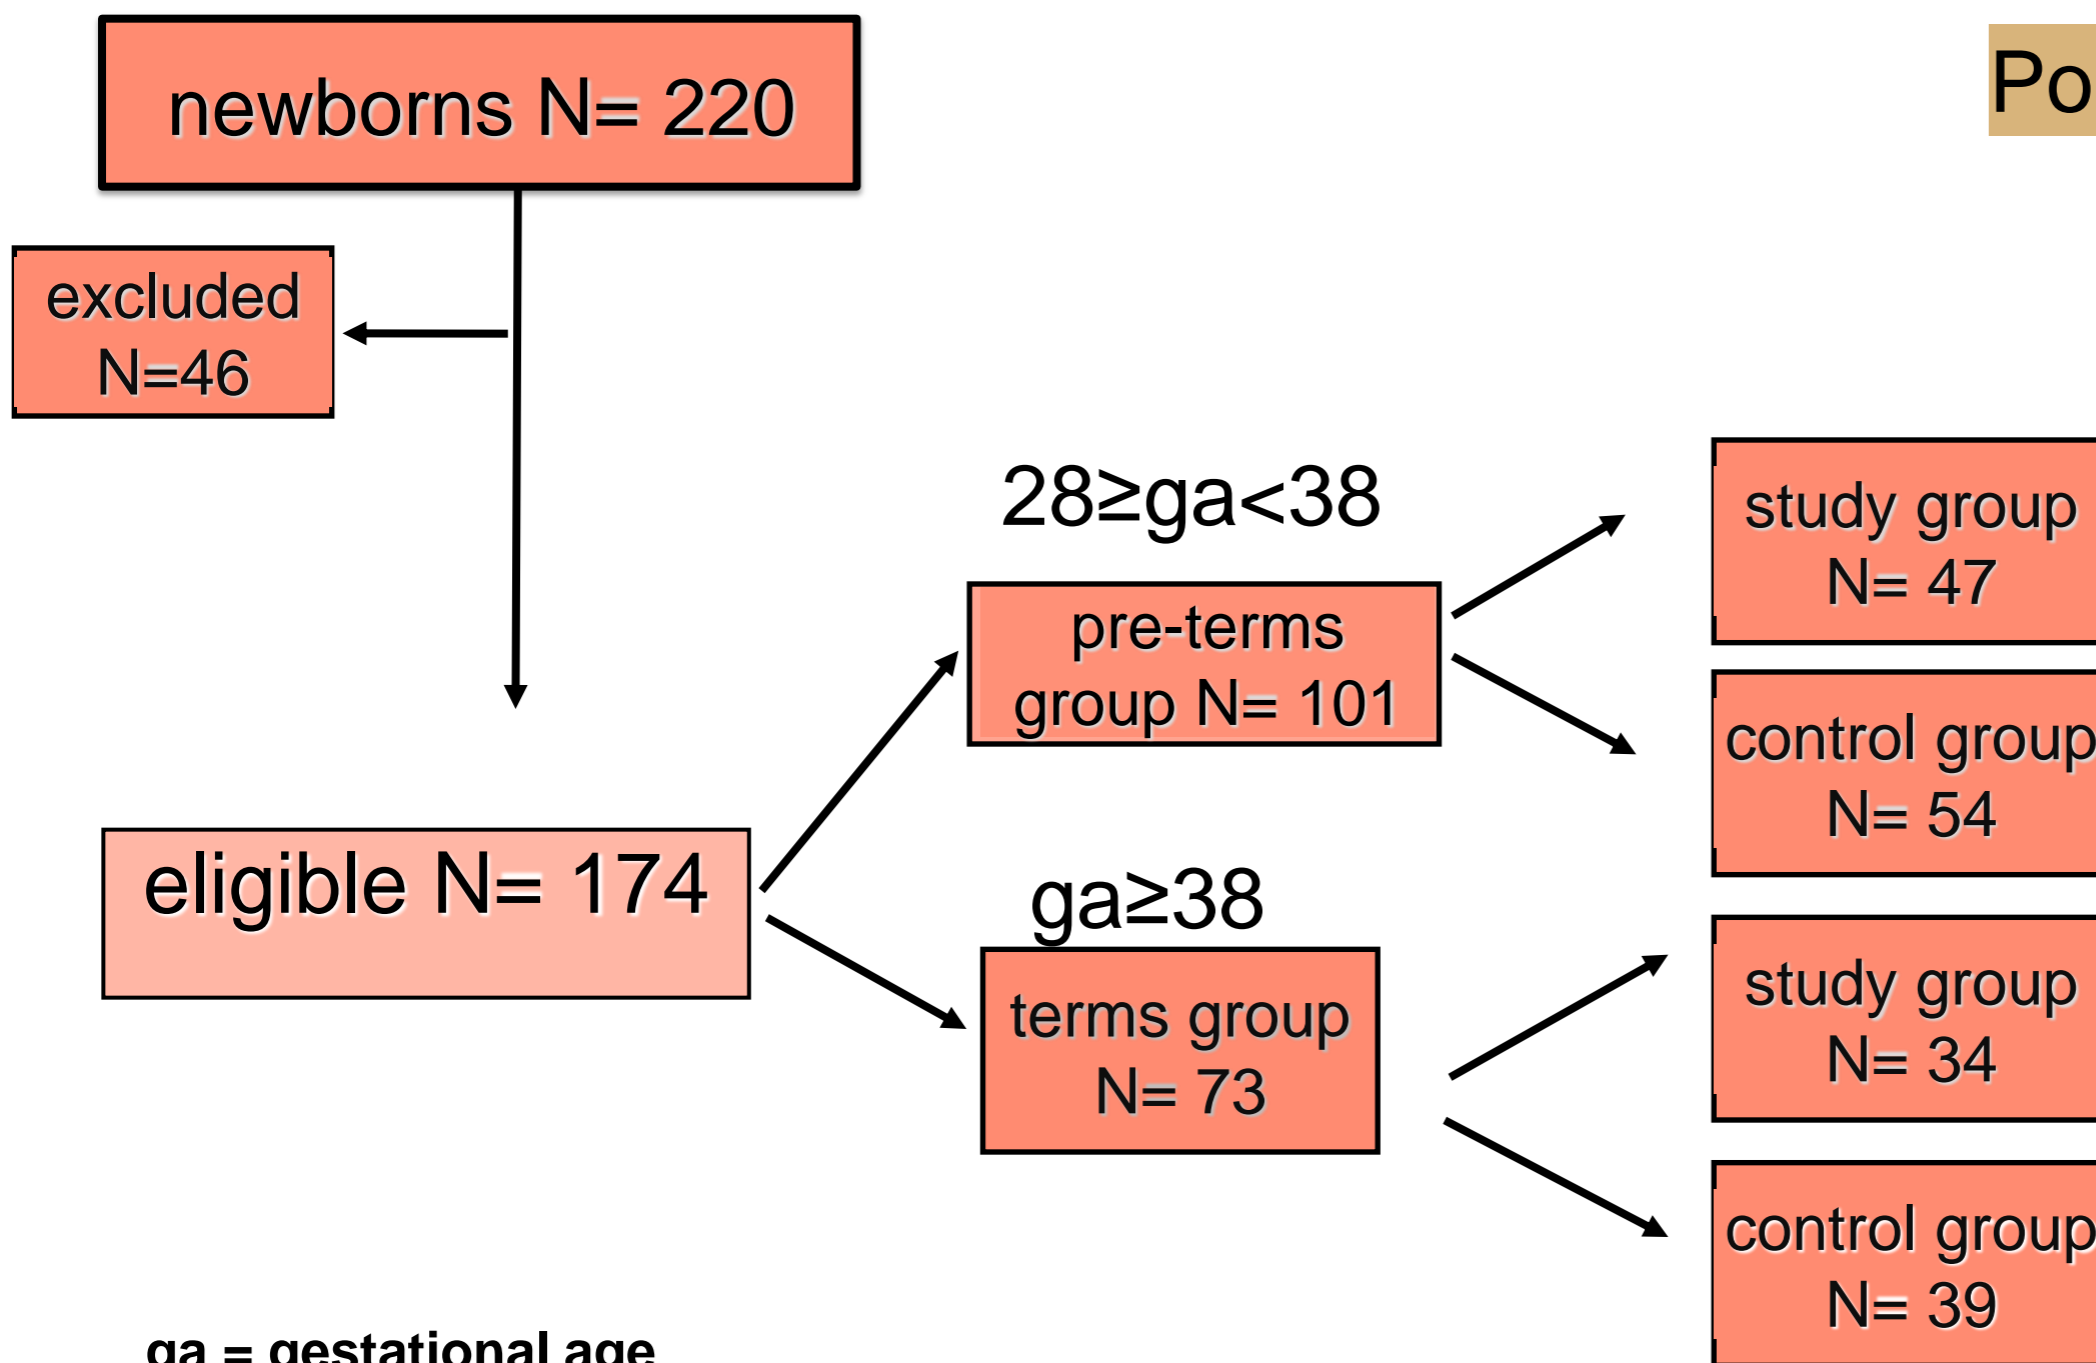 newborns N= 220
Po
excluded
N=46
28≥ga<38
study group
N= 47
pre-terms
group N= 101
control group
N= 54
eligible N= 174
ga≥38
terms group
N= 73
study group
N= 34
control group
N= 39
ga = gestational age